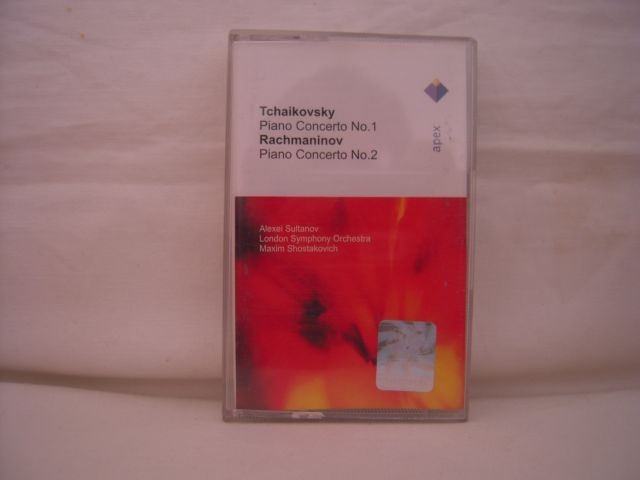 Tchaikovsky
Piano Concerto No.1
Rachmaninov
Piano Concerto No.2
apex
Alexei Sultanov
London Symphony Orchestra
Maxim Shostakovich